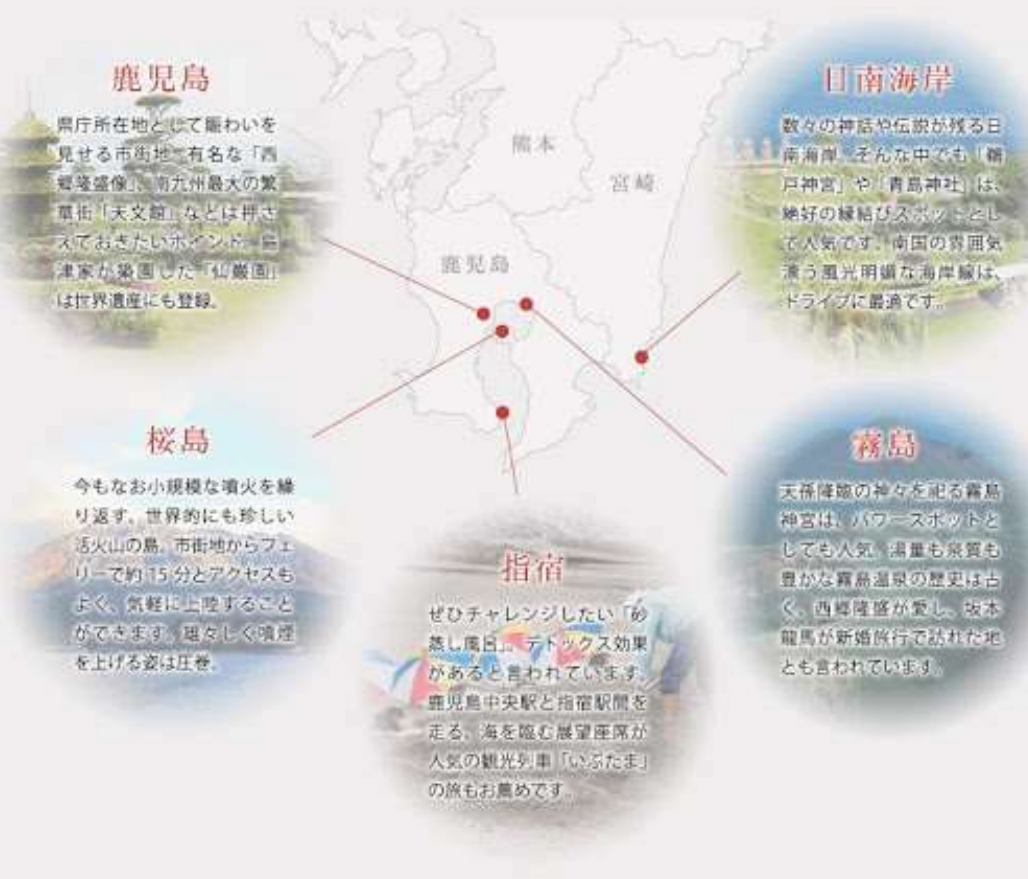 鹿児島
県庁所在地として賑わいを
見せる市街地。有名な「西
郷隆盛像」、南九州最大の繁
華街「天文館」などは押さ
えておきたいポイント。島
津家が築園した「仙巌園」
は世界遺産にも登録。
日南海岸
数々の神話や伝説が残る日
南海岸。そんな中でも「鵜
戸神宮」や「青島神社」は、
絶好の縁結びスポットとし
て人気です。南国の雰囲気
漂う風光明媚な海岸線は、
ドライブに最適です。
熊本
宮崎
鹿児島
桜島
今もなお小規模な噴火を繰
り返す、世界的にも珍しい
活火山の島。市街地からフェ
リーで約15分とアクセスも
よく、気軽に上陸すること
ができます。雄々しく噴煙
を上げる姿は圧巻。
霧島
天孫降臨の神々を祀る霧島
神宮は、パワースポットと
しても人気。湯量も泉質も
豊かな霧島温泉の歴史は古
く、西郷隆盛が愛し、坂本
龍馬が新婚旅行で訪れた地
とも言われています。
指宿
ぜひチャレンジしたい「砂
蒸し風呂」。デトックス効果
があると言われています。
鹿児島中央駅と指宿駅間を
走る、海を臨む展望座席が
人気の観光列車「いぶたま」
の旅もお薦めです。